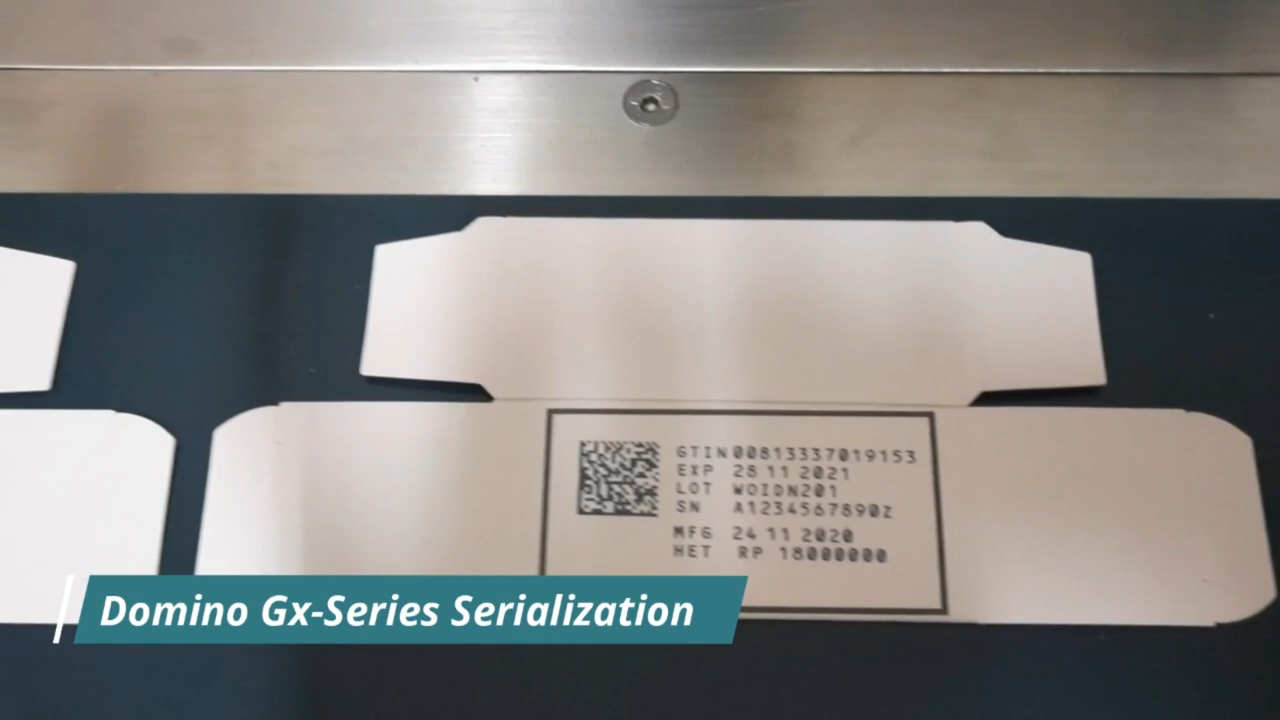 GTIN 00813337019153
EXP 28 11 2021
LOT WOIDN201
SN A1234567890Z
MFG 24 11 2020
HET RP 18000000
Domino Gx-Series Serialization